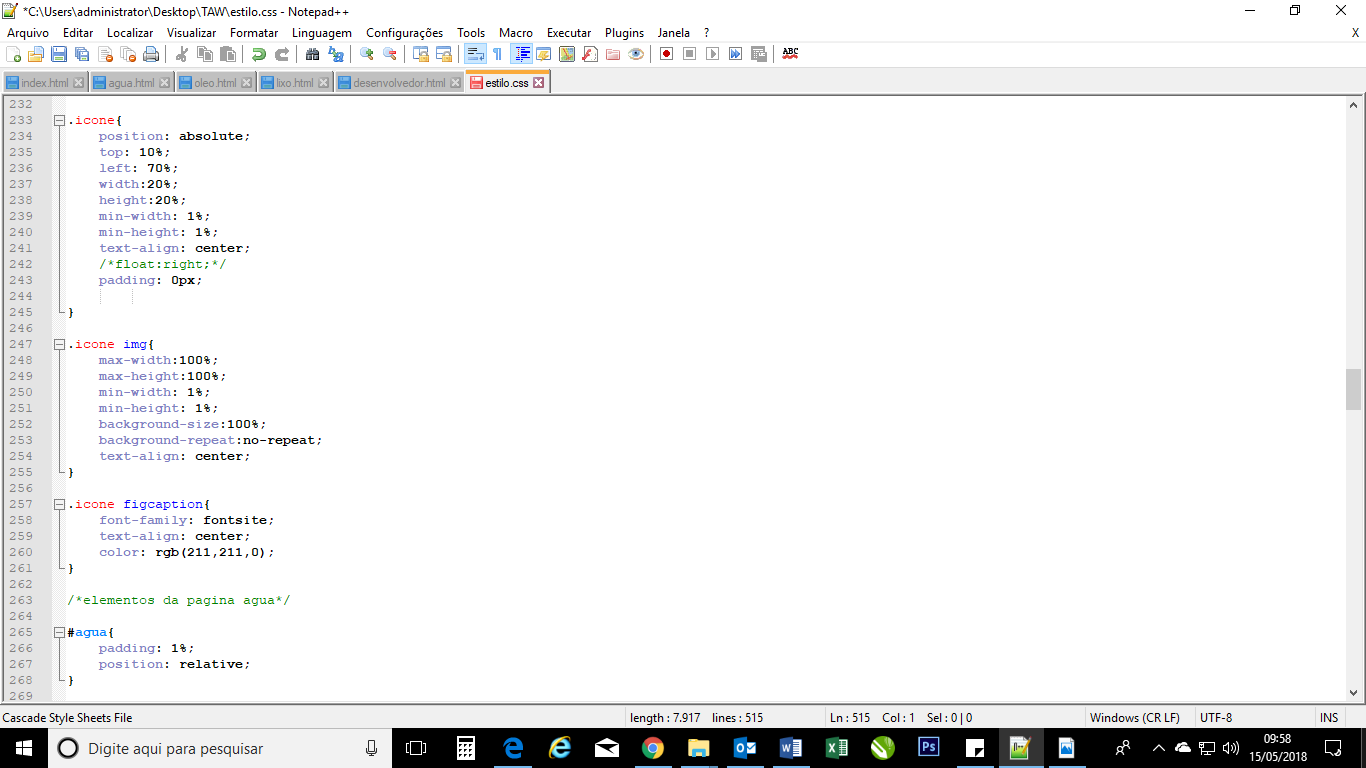 *C:\Users\administrator\Desktop\TAW\estilo.css - Notepad++
Arquivo Editar Localizar Visualizar Formatar Linguagem Configurações Tools Macro Executar Plugins Janela ? X
ABC
index.html agua.html oleo.html lixo.html desenvolvedor.html estilo.css
232
233 .icone{
234 position: absolute;
235 top: 10%;
236 left: 70%;
237 width:20%;
238 height:20%;
239 min-width: 1%;
240 min-height: 1%;
241 text-align: center;
242 /*float:right;*/
243 padding: 0px;
244
245 }
246
247 .icone img{
248 max-width:100%;
249 max-height:100%;
250 min-width: 1%;
251 min-height: 1%;
252 background-size:100%;
253 background-repeat:no-repeat;
254 text-align: center;
255 }
256
257 .icone figcaption{
258 font-family: fontsite;
259 text-align: center;
260 color: rgb(211,211,0);
261 }
262
263 /*elementos da pagina agua*/
264
265 #agua{
266 padding: 1%;
267 position: relative;
268 }
269
Cascade Style Sheets File length : 7.917 lines : 515 Ln : 515 Col : 1 Sel : 0 | 0 Windows (CR LF) UTF-8 INS
Digite aqui para pesquisar
Ps
09:58
15/05/2018